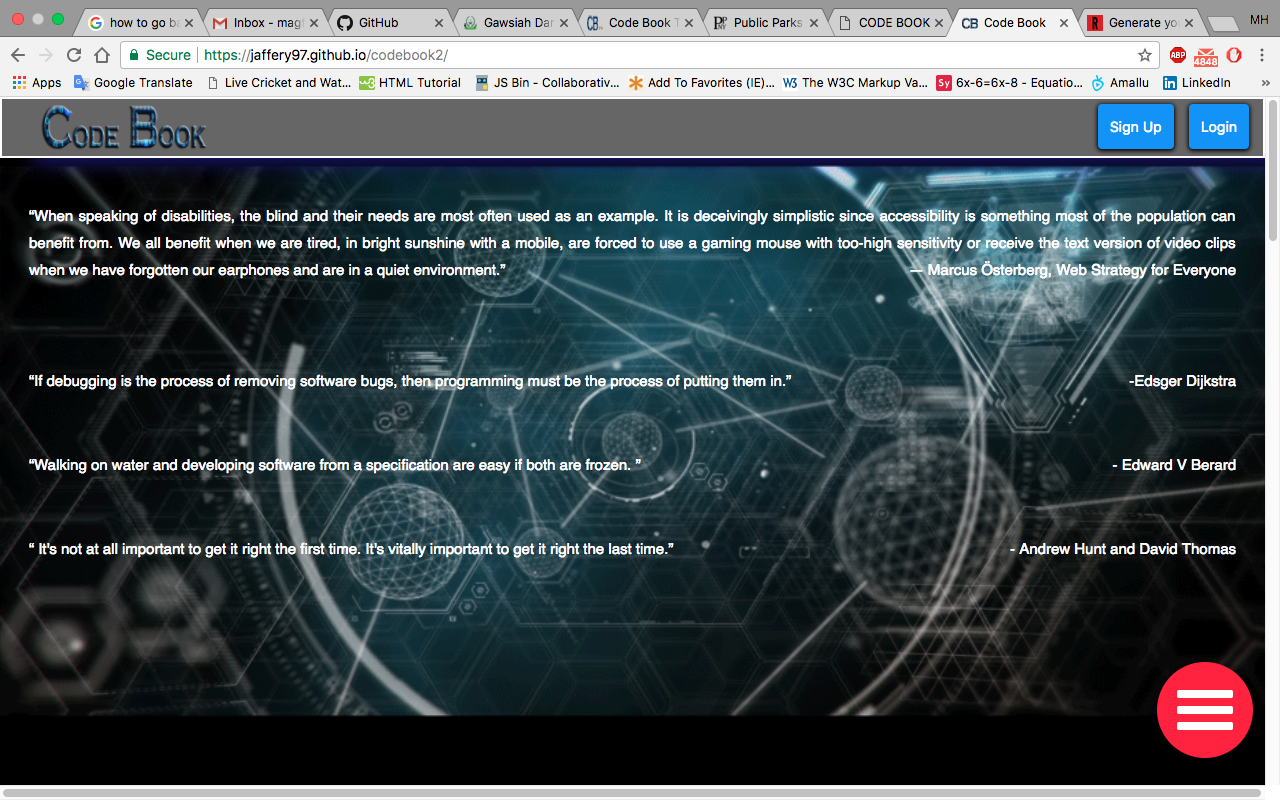 how to go ba
Inbox - mag
GitHub
Gawsiah Dar
Code Book T
Public Parks
CODE BOOK
CB Code Book
R Generate yo
MH
Secure https://jaffery97.github.io/codebook2/
ABP
4848
Apps Google Translate Live Cricket and Wat... w3 HTML Tutorial JS Bin - Collaborativ... Add To Favorites (IE)... W3 The W3C Markup Va... Sy 6x-6=6x-8 - Equatio... Amallu in LinkedIn »
Code Book
Sign Up
Login
“When speaking of disabilities, the blind and their needs are most often used as an example. It is deceivingly simplistic since accessibility is something most of the population can
benefit from. We all benefit when we are tired, in bright sunshine with a mobile, are forced to use a gaming mouse with too-high sensitivity or receive the text version of video clips
when we have forgotten our earphones and are in a quiet environment.” — Marcus Österberg, Web Strategy for Everyone
“If debugging is the process of removing software bugs, then programming must be the process of putting them in.” -Edsger Dijkstra
“Walking on water and developing software from a specification are easy if both are frozen. ” - Edward V Berard
“ It's not at all important to get it right the first time. It's vitally important to get it right the last time.” - Andrew Hunt and David Thomas